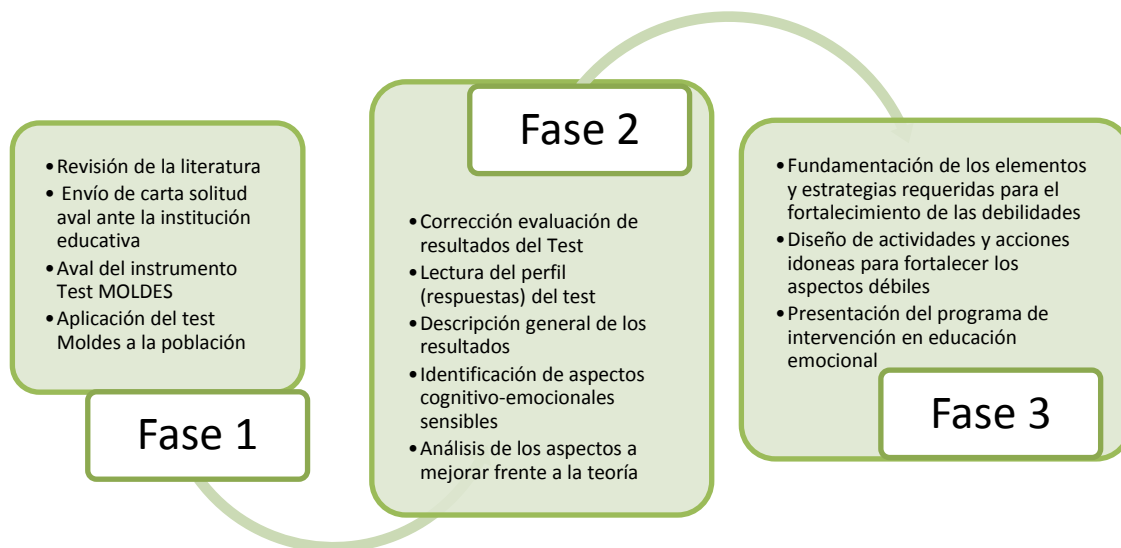 •Revisión de la literatura
• Envío de carta solitud
aval ante la institución
educativa
•Aval del instrumento
Test MOLDES
•Aplicación del test
Moldes a la población
Fase 1
Fase 2
•Corrección evaluación de
resultados del Test
•Lectura del perfil
(respuestas) del test
•Descripción general de los
resultados
•Identificación de aspectos
cognitivo-emocionales
sensibles
•Análisis de los aspectos a
mejorar frente a la teoría
•Fundamentación de los elementos
y estrategias requeridas para el
fortalecimiento de las debilidades
•Diseño de actividades y acciones
idoneas para fortalecer los
aspectos débiles
•Presentación del programa de
intervención en educación
emocional
Fase 3